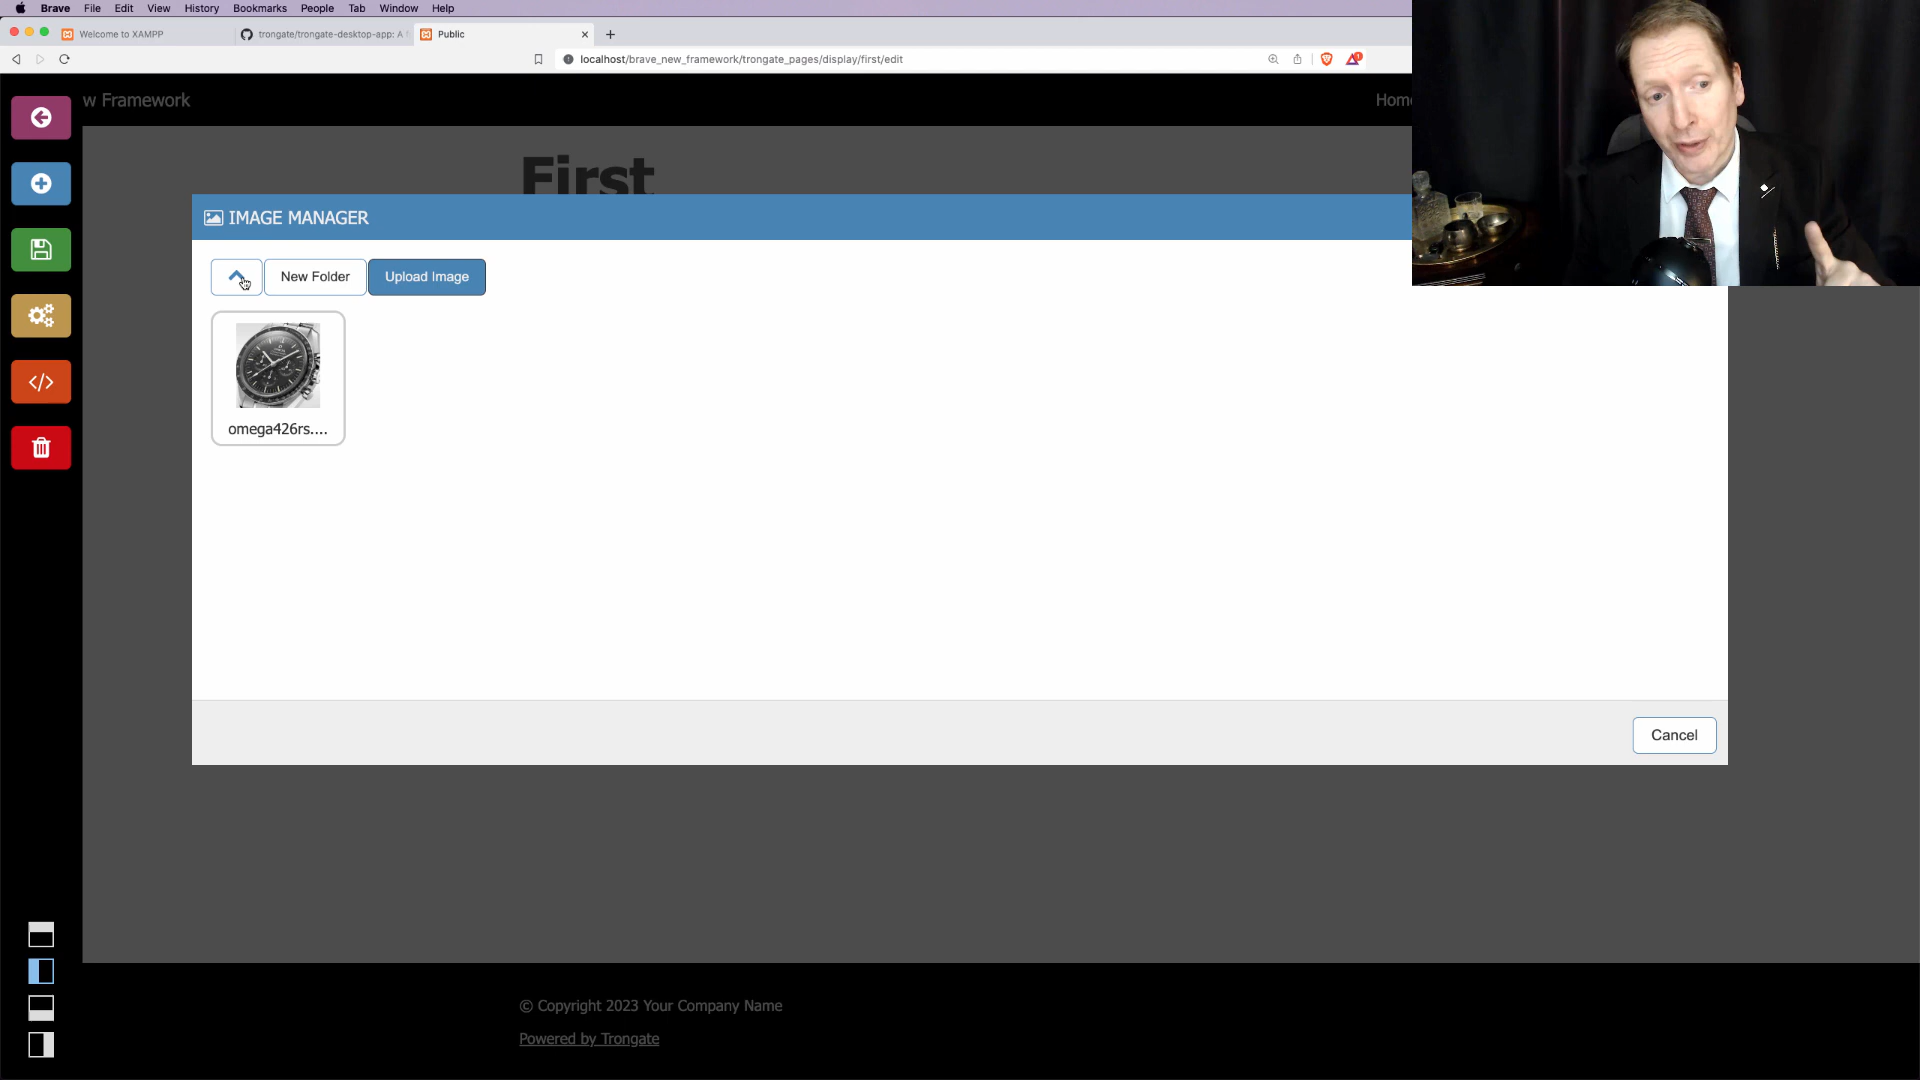 Brave File Edit View History Bookmarks People Tab Window Help
Welcome to XAMPP
trongate/trongate-desktop-app: A
Public
localhost/brave_new_framework/trongate_pages/display/first/edit
w Framework
Home
First
IMAGE MANAGER
New Folder
Upload Image
omega426rs....
Cancel
© Copyright 2023 Your Company Name
Powered by Trongate